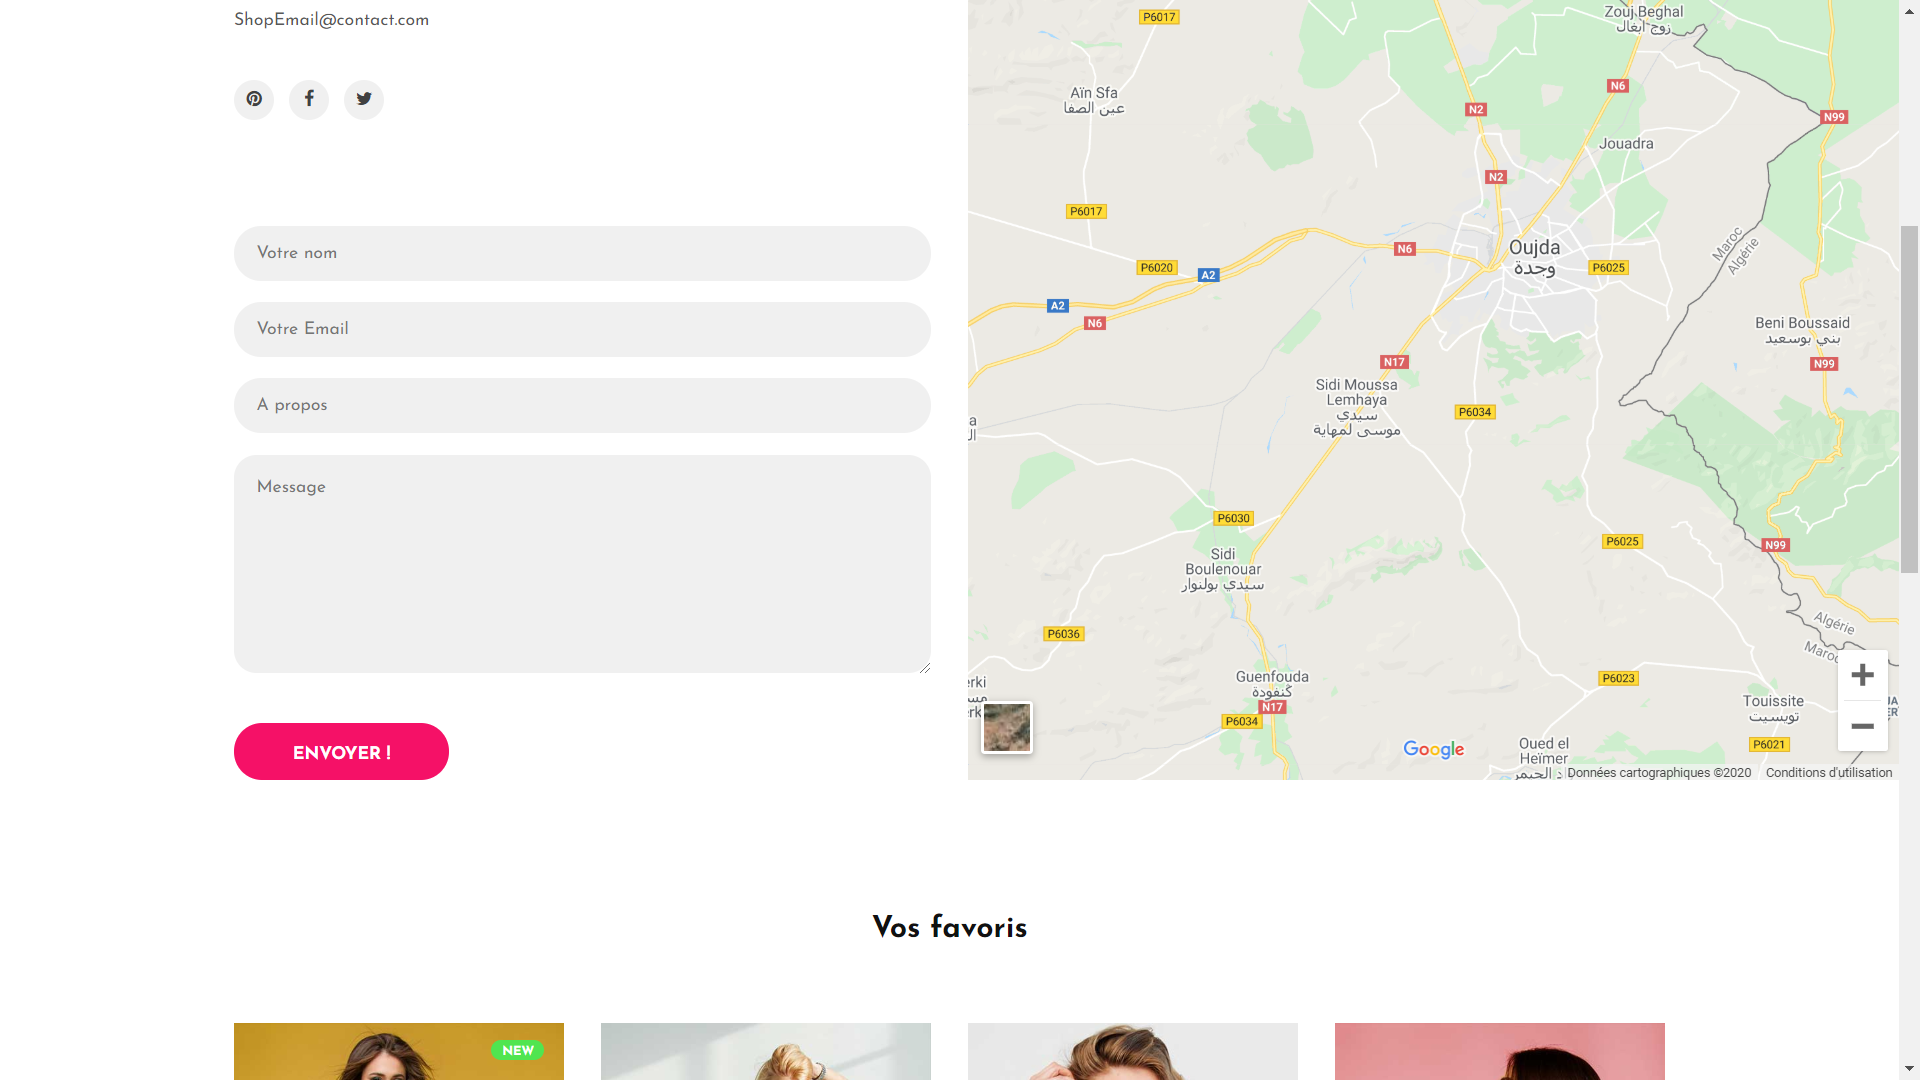 ShopEmail@contact.com
Votre nom
Votre Email
A propos
Message
ENVOYER !
P6017
Zouj Beghal
زوج ابغال
N6
Aïn Sfa
عين الصفا
N2
N99
Jouadra
N2
P6017
Maroc
Algérie
Oujda
وجدة
N6
P6020
A2
P6025
A2
N6
Beni Boussaid
بني بوسعيد
N99
N17
Sidi Moussa
Lemhaya
سيدي
موسى لمهاية
P6034
P6030
P6025
N99
Sidi
Boulenouar
سيدي بولنوار
P6036
Algérie
Maroc
Guenfouda
كنفودة
N17
P6034
P6023
Touissite
تويسيت
P6021
Oued el
Heïmer
Google
Données cartographiques ©2020
Conditions d'utilisation
Vos favoris
NEW